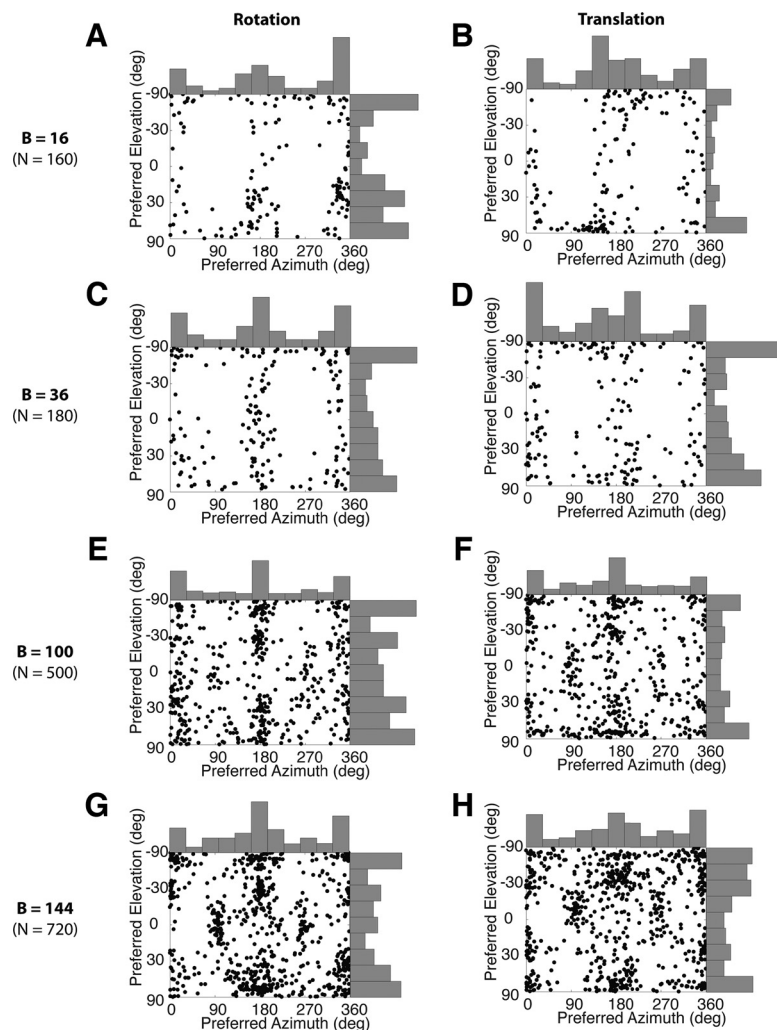 Rotation
Translation
A
B
B = 16
(N = 160)
Preferred Elevation (deg)
-90
-30
0
30
90
0 90 180 270 360
Preferred Azimuth (deg)
Preferred Elevation (deg)
-90
-30
0
30
90
0 90 180 270 360
Preferred Azimuth (deg)
C
D
B = 36
(N = 180)
Preferred Elevation (deg)
-90
-30
0
30
90
0 90 180 270 360
Preferred Azimuth (deg)
Preferred Elevation (deg)
-90
-30
0
30
90
0 90 180 270 360
Preferred Azimuth (deg)
E
F
B = 100
(N = 500)
Preferred Elevation (deg)
-90
-30
0
30
90
0 90 180 270 360
Preferred Azimuth (deg)
Preferred Elevation (deg)
-90
-30
0
30
90
0 90 180 270 360
Preferred Azimuth (deg)
G
H
B = 144
(N = 720)
Preferred Elevation (deg)
-90
-30
0
30
90
0 90 180 270 360
Preferred Azimuth (deg)
Preferred Elevation (deg)
-90
-30
0
30
90
0 90 180 270 360
Preferred Azimuth (deg)